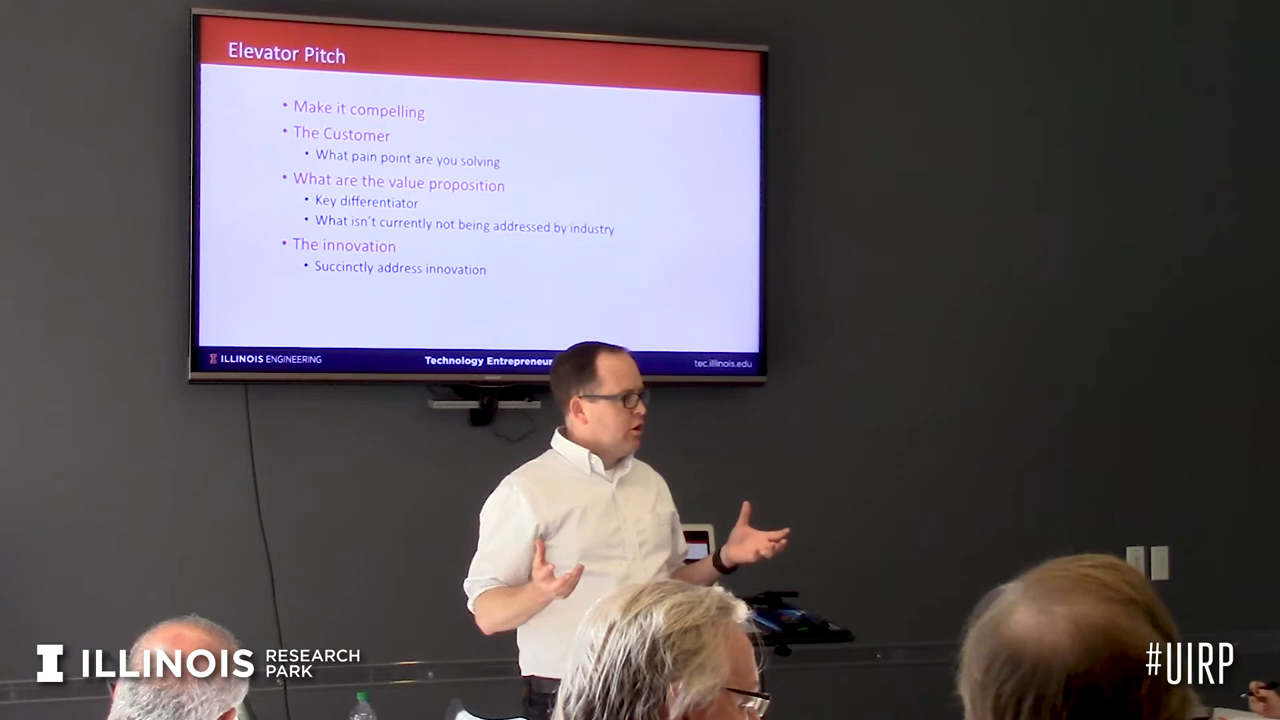 Elevator Pitch
• Make it compelling
• The Customer
• What pain point are you solving
• What are the value proposition
• Key differentiator
• What isn't currently not being addressed by industry
• The innovation
• Succinctly address innovation
I ILLINOIS ENGINEERING
Technology Entrepreneur
tec.illinois.edu
I ILLINOIS RESEARCH
PARK
#UIRP